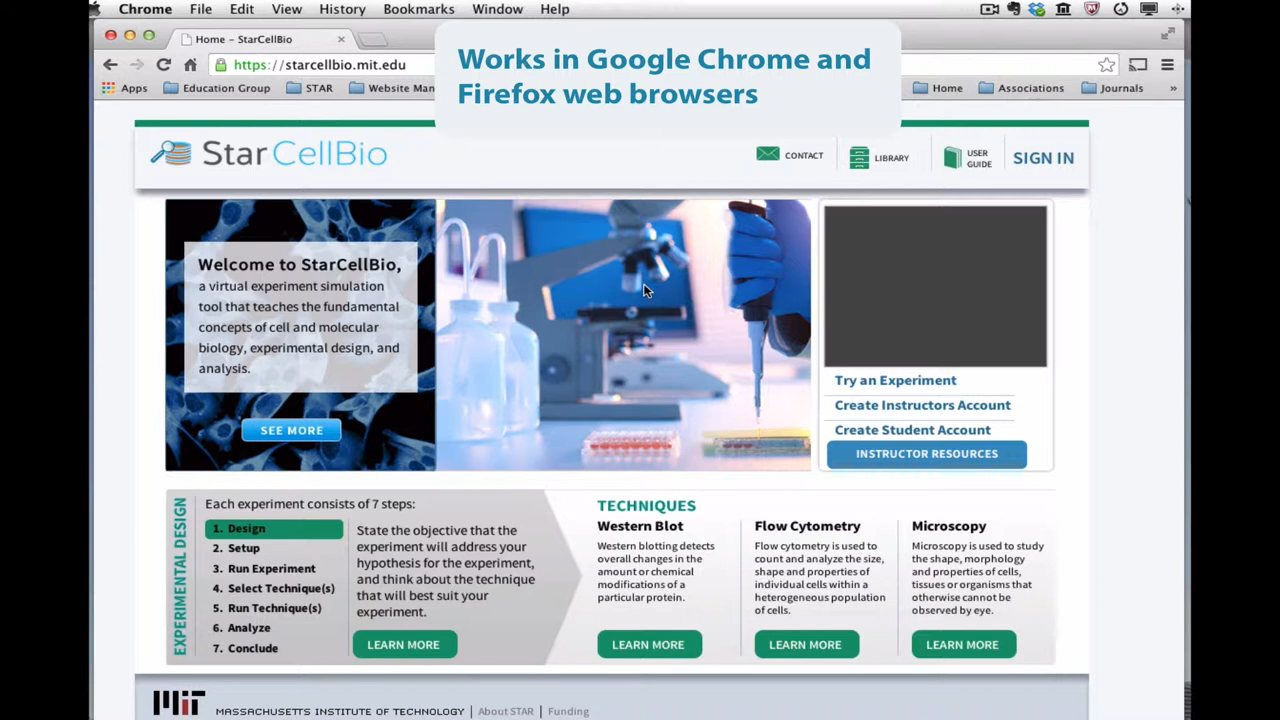 Chrome File Edit View History Bookmarks Window Help
Home – StarCellBio
Works in Google Chrome and
Firefox web browsers
https://starcellbio.mit.edu
Apps Education Group STAR Website Man Home Associations Journals »
StarCellBio
CONTACT
LIBRARY
USER
GUIDE
SIGN IN
Welcome to StarCellBio,
a virtual experiment simulation
tool that teaches the fundamental
concepts of cell and molecular
biology, experimental design, and
analysis.
SEE MORE
Try an Experiment
Create Instructors Account
Create Student Account
INSTRUCTOR RESOURCES
EXPERIMENTAL DESIGN
Each experiment consists of 7 steps:
1. Design
2. Setup
3. Run Experiment
4. Select Technique(s)
5. Run Technique(s)
6. Analyze
7. Conclude
State the objective that the
experiment will address your
hypothesis for the experiment,
and think about the technique
that will best suit your
experiment.
LEARN MORE
TECHNIQUES
Western Blot
Western blotting detects
overall changes in the
amount or chemical
modifications of a
particular protein.
LEARN MORE
Flow Cytometry
Flow cytometry is used to
count and analyze the size,
shape and properties of
individual cells within a
heterogeneous population
of cells.
LEARN MORE
Microscopy
Microscopy is used to study
the shape, morphology
and properties of cells,
tissues or organisms that
otherwise cannot be
observed by eye.
LEARN MORE
MIT MASSACHUSETTS INSTITUTE OF TECHNOLOGY | About STAR | Funding